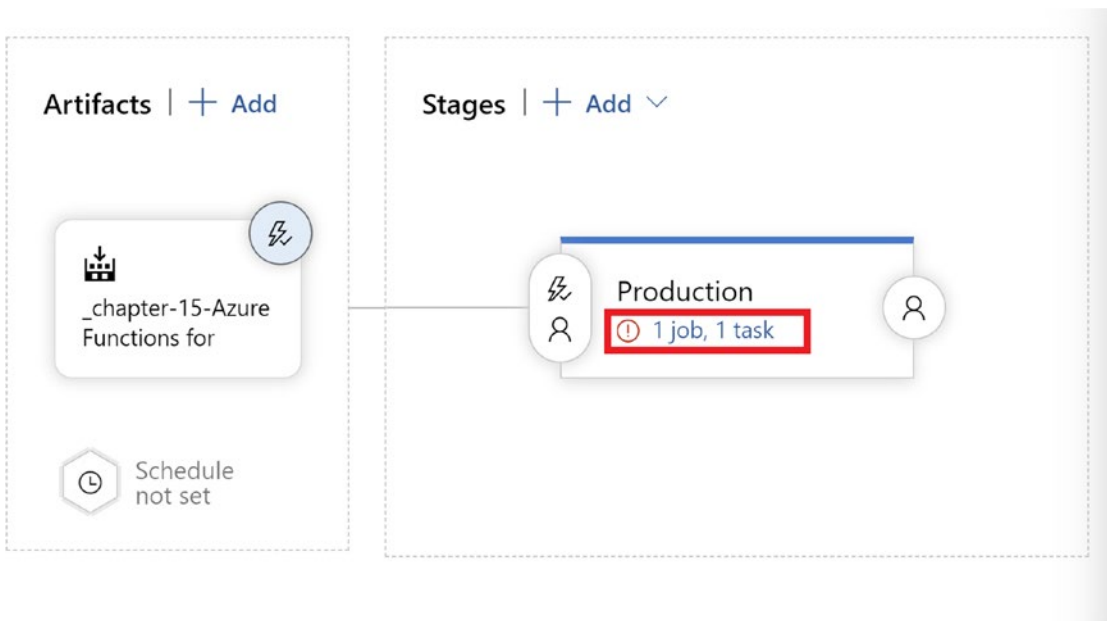 Artifacts | + Add
_chapter-15-Azure
Functions for
Schedule
not set
Stages | + Add
Production
1 job, 1 task